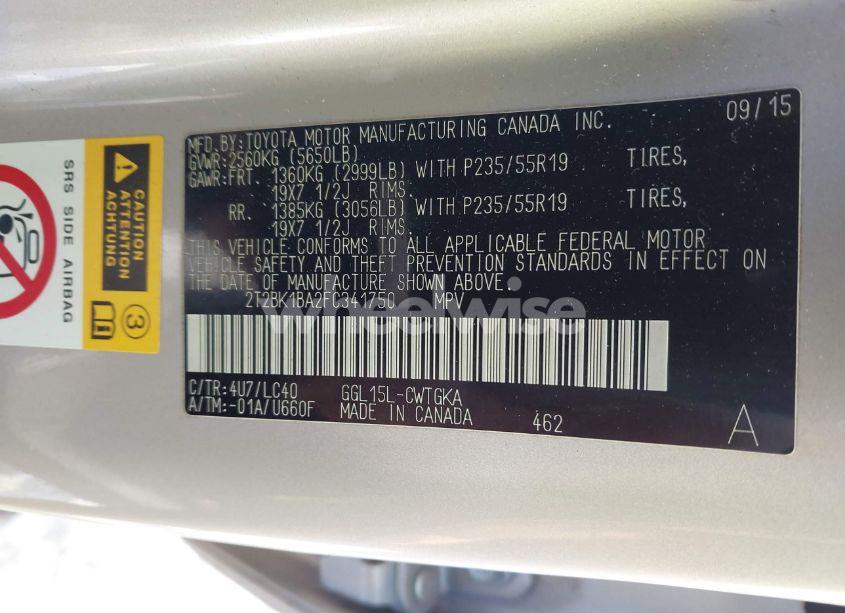 09/15
MFD.BY:TOYOTA MOTOR MANUFACTURING CANADA INC.
GVWR:2560KG (5650LB)
GAWR:FRT. 1360KG (2999LB) WITH P235/55R19 TIRES,
19X7 1/2J RIMS
RR. 1385KG (3056LB) WITH P235/55R19 TIRES,
19X7 1/2J RIMS
THIS VEHICLE CONFORMS TO ALL APPLICABLE FEDERAL MOTOR
VEHICLE SAFETY AND THEFT PREVENTION STANDARDS IN EFFECT ON
THE DATE OF MANUFACTURE SHOWN ABOVE.
2T2BK1BA2FC341750 MPV
wheelwise
C/TR:4U7/LC40 GGL15L-CWTGKA
A/TM:-01A/U660F MADE IN CANADA
462
A
CAUTION
ATTENTION
ACHTUNG
SRS SIDE AIRBAG
3